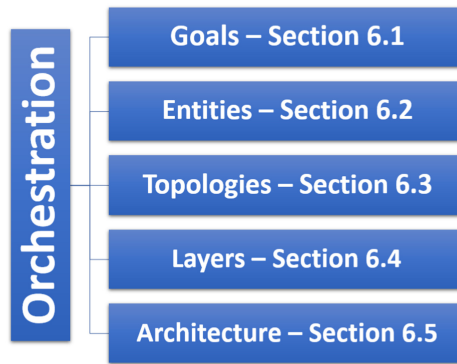 Orchestration
Goals – Section 6.1
Entities – Section 6.2
Topologies – Section 6.3
Layers – Section 6.4
Architecture – Section 6.5